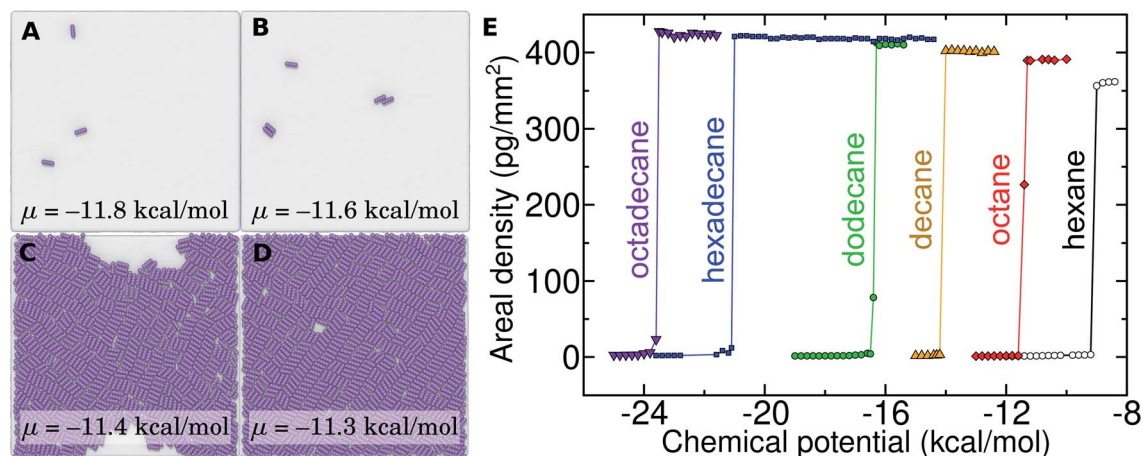 A
B
μ = −11.8 kcal/mol
μ = −11.6 kcal/mol
C
D
μ = −11.4 kcal/mol
μ = −11.3 kcal/mol
E
Areal density (pg/mm²)
400
300
200
100
0
octadecane
hexadecane
dodecane
decane
octane
hexane
-24
-20
-16
-12
-8
Chemical potential (kcal/mol)